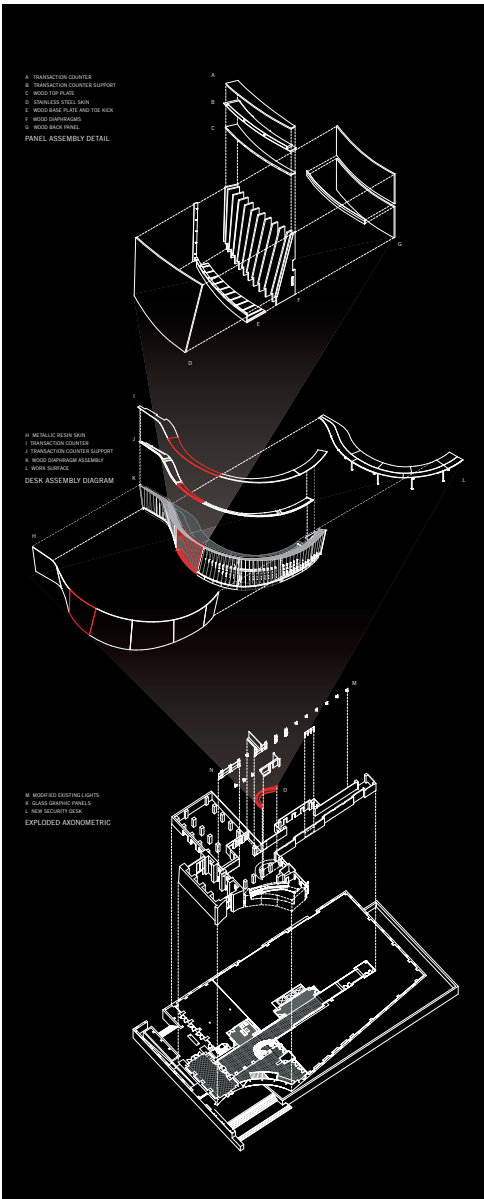 A TRANSACTION COUNTER
B TRANSACTION COUNTER SUPPORT
C WOOD TOP PLATE
D STAINLESS STEEL SKIN
E WOOD BASE PLATE AND TOE KICK
F WOOD DIAPHRAGMS
G WOOD BACK PANEL
PANEL ASSEMBLY DETAIL
A
B
C
G
F
E
D
I
J
K
L
H
H METALLIC RESIN SKIN
I TRANSACTION COUNTER
J TRANSACTION COUNTER SUPPORT
K WOOD DIAPHRAGM ASSEMBLY
L WORK SURFACE
DESK ASSEMBLY DIAGRAM
M
N
O
M MODIFIED EXISTING LIGHTS
K GLASS GRAPHIC PANELS
L NEW SECURITY DESK
EXPLODED AXONOMETRIC